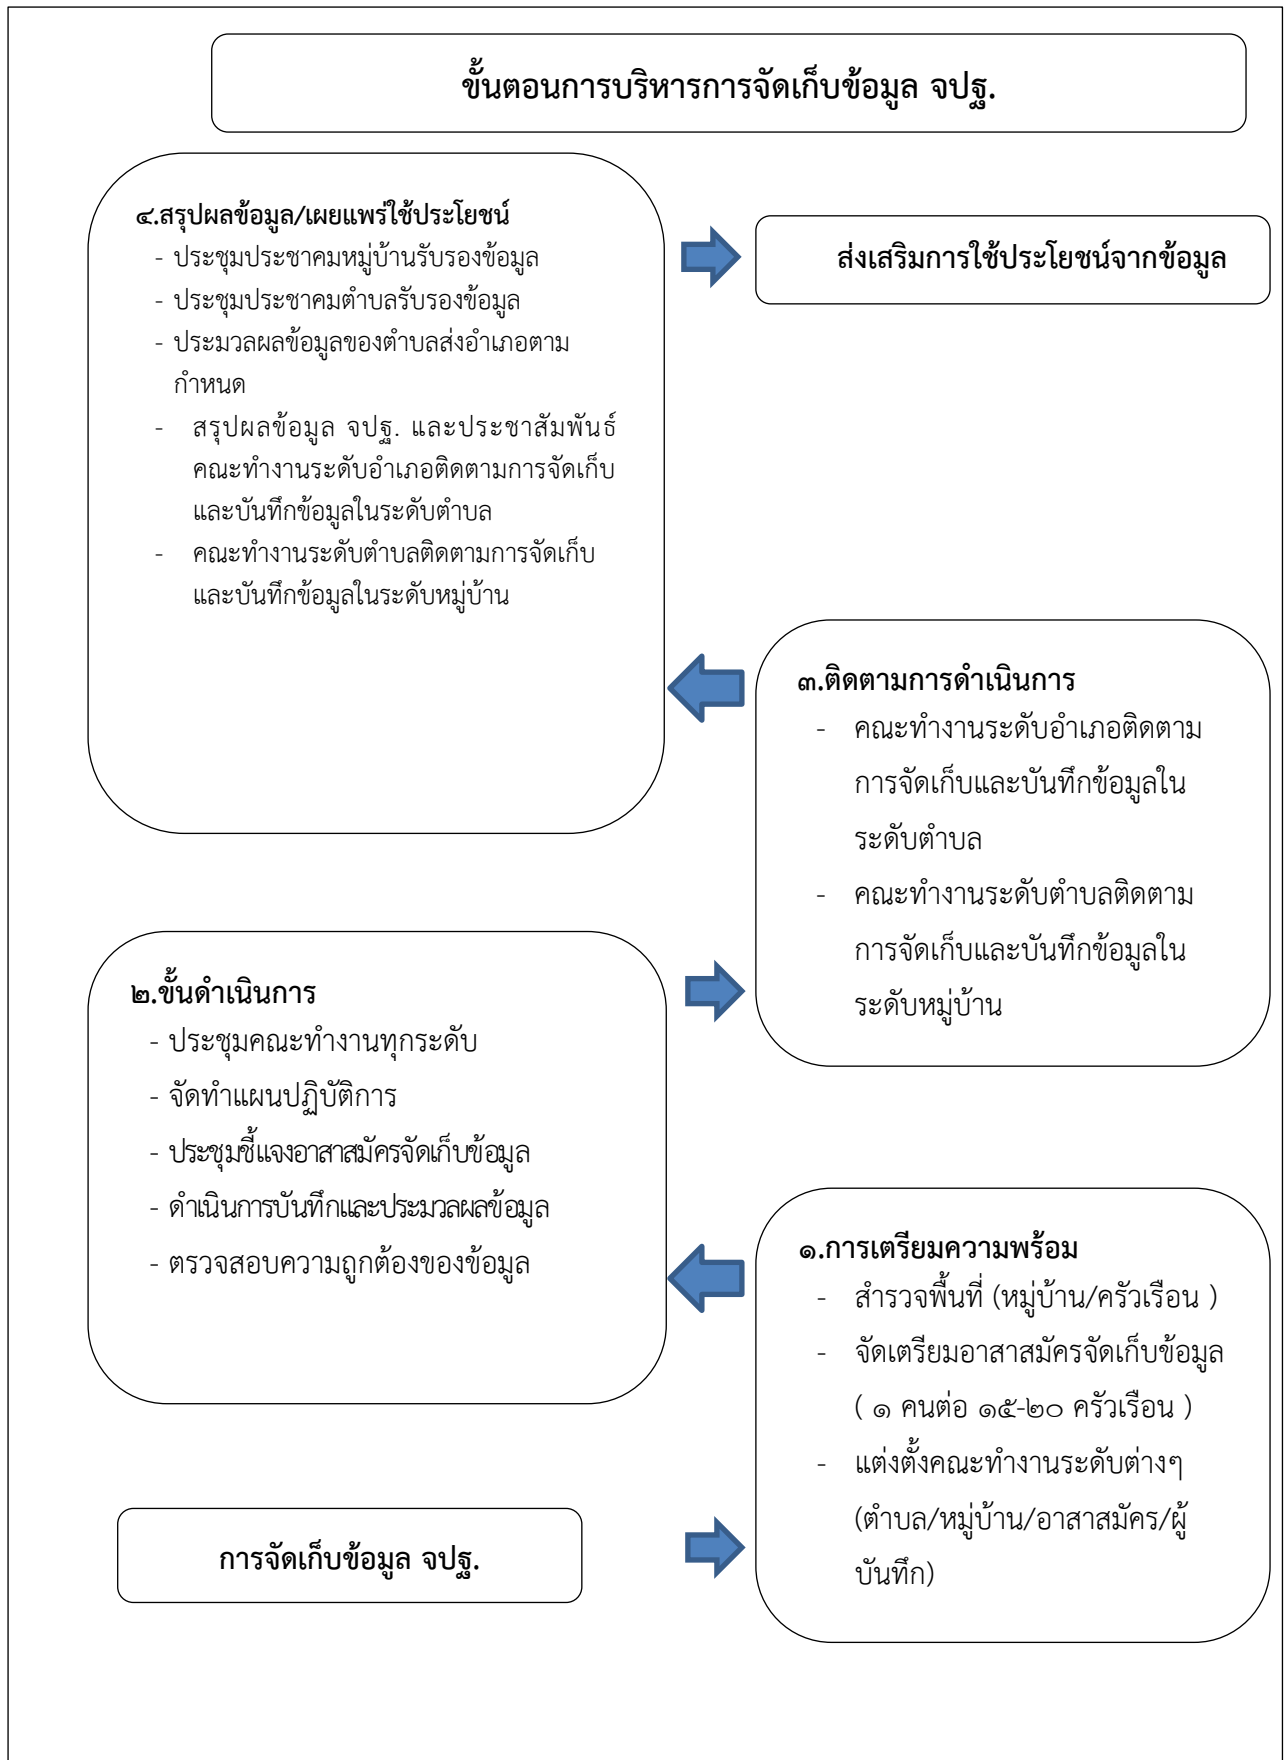 ขั้นตอนการบริหารการจัดเก็บข้อมูล จปฐ.
๔.สรุปผลข้อมูล/เผยแพร่ใช้ประโยชน์
- ประชุมประชาคมหมู่บ้านรับรองข้อมูล
- ประชุมประชาคมตำบลรับรองข้อมูล
- ประมวลผลข้อมูลของตำบลส่งอำเภอตาม
กำหนด
- สรุปผลข้อมูล จปฐ. และประชาสัมพันธ์
คณะทำงานระดับอำเภอติดตามการจัดเก็บ
และบันทึกข้อมูลในระดับตำบล
- คณะทำงานระดับตำบลติดตามการจัดเก็บ
และบันทึกข้อมูลในระดับหมู่บ้าน
ส่งเสริมการใช้ประโยชน์จากข้อมูล
๓.ติดตามการดำเนินการ
- คณะทำงานระดับอำเภอติดตาม
การจัดเก็บและบันทึกข้อมูลใน
ระดับตำบล
- คณะทำงานระดับตำบลติดตาม
การจัดเก็บและบันทึกข้อมูลใน
ระดับหมู่บ้าน
๒.ขั้นดำเนินการ
- ประชุมคณะทำงานทุกระดับ
- จัดทำแผนปฏิบัติการ
- ประชุมชี้แจงอาสาสมัครจัดเก็บข้อมูล
- ดำเนินการบันทึกและประมวลผลข้อมูล
- ตรวจสอบความถูกต้องของข้อมูล
๑.การเตรียมความพร้อม
- สำรวจพื้นที่ (หมู่บ้าน/ครัวเรือน )
- จัดเตรียมอาสาสมัครจัดเก็บข้อมูล
( ๑ คนต่อ ๑๕-๒๐ ครัวเรือน )
- แต่งตั้งคณะทำงานระดับต่างๆ
(ตำบล/หมู่บ้าน/อาสาสมัคร/ผู้
บันทึก)
การจัดเก็บข้อมูล จปฐ.